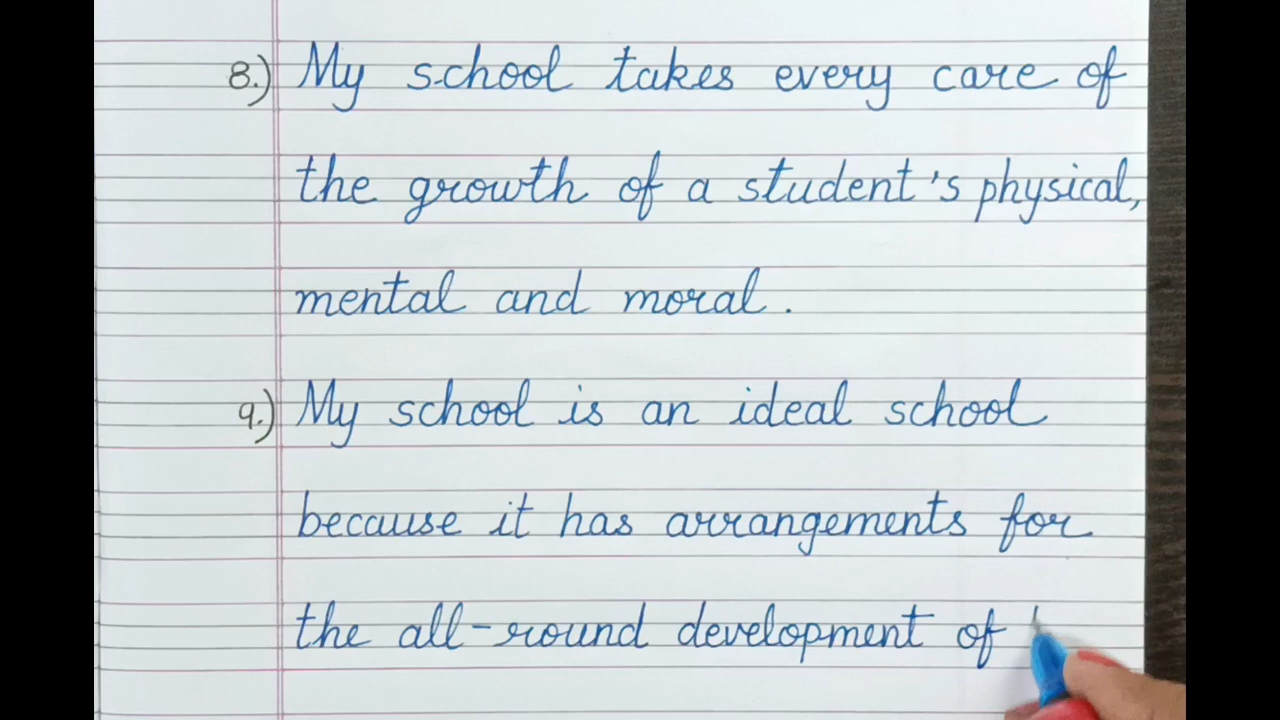 8.) My school takes every care of
the growth of a student's physical,
mental and moral.
9.) My school is an ideal school
because it has arrangements for
the all-round development of